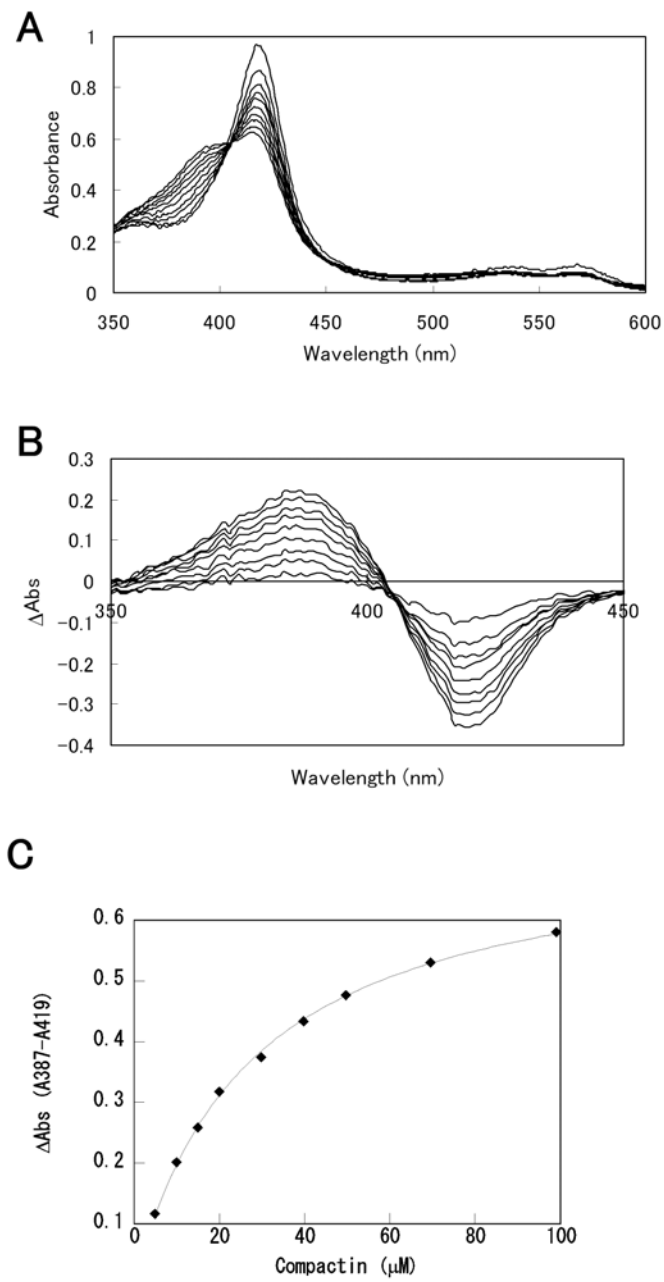 A
1
0.8
0.6
0.4
0.2
0
Absorbance
350 400 450 500 550 600
Wavelength (nm)
B
0.3
0.2
0.1
0
-0.1
-0.2
-0.3
-0.4
ΔAbs
350 400 450
Wavelength (nm)
C
0.6
0.5
0.4
0.3
0.2
0.1
ΔAbs (A387-A419)
0 20 40 60 80 100
Compactin (μM)